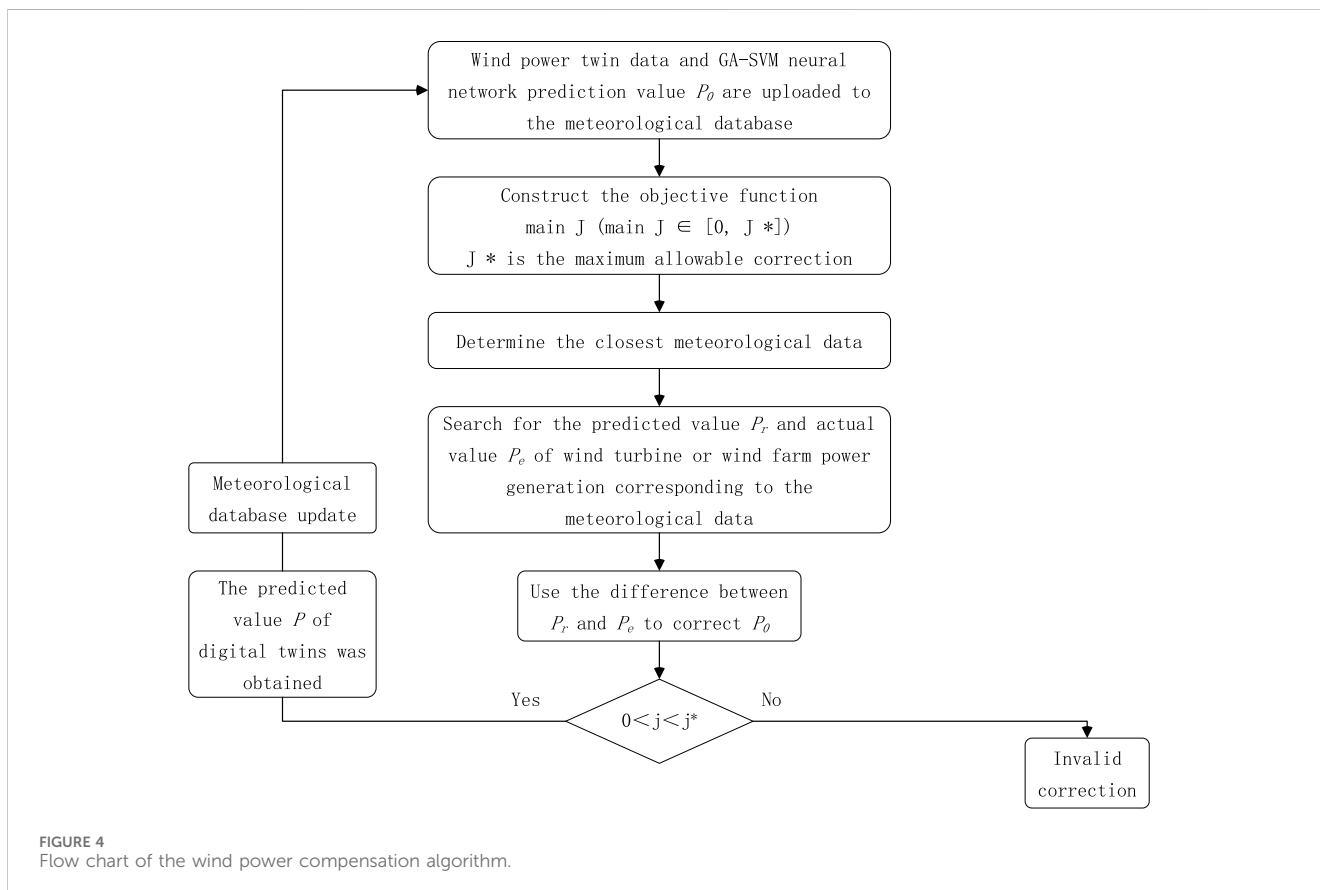 Wind power twin data and GA-SVM neural
network prediction value P0 are uploaded to
the meteorological database
Construct the objective function
main J (main J ∈ [0, J *])
J * is the maximum allowable correction
Determine the closest meteorological data
Search for the predicted value Pr and actual
value Pe of wind turbine or wind farm power
generation corresponding to the
meteorological data
Meteorological
database update
The predicted
value P of
digital twins was
obtained
Use the difference between
Pr and Pe to correct P0
Yes
0<j<j*
No
Invalid
correction
FIGURE 4
Flow chart of the wind power compensation algorithm.